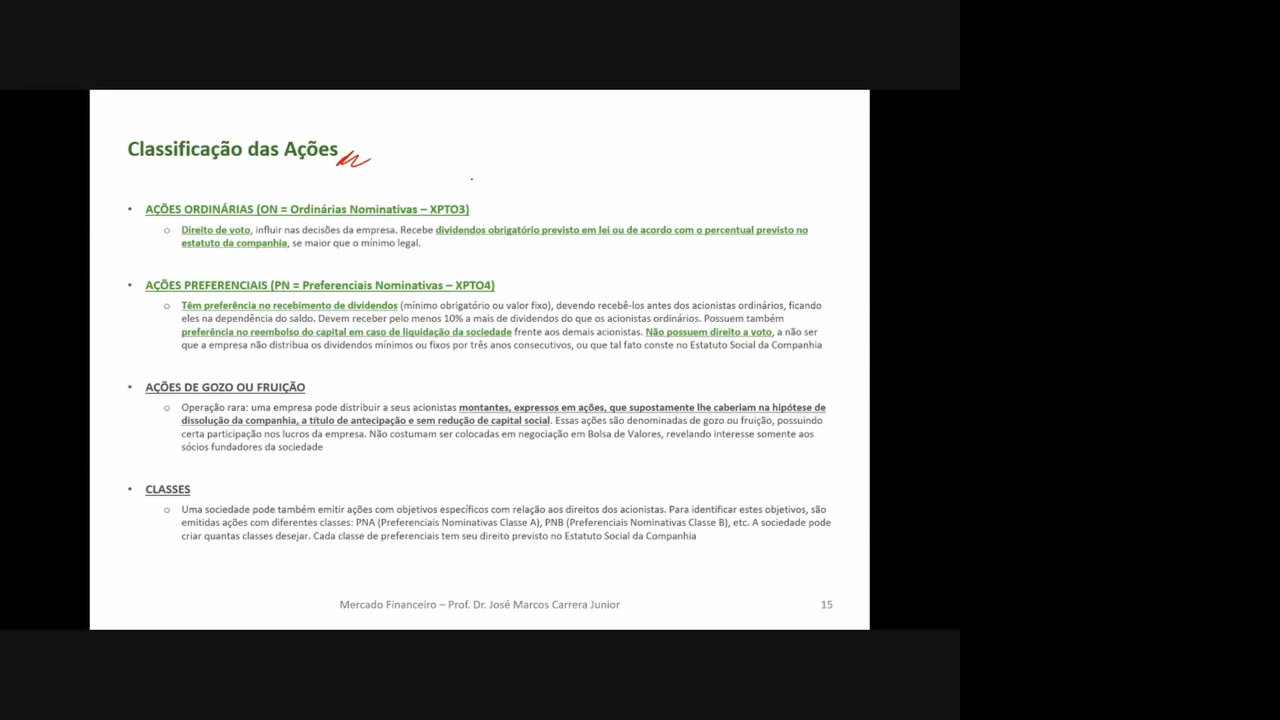 Classificação das Ações
• AÇÕES ORDINÁRIAS (ON = Ordinárias Nominativas – XPTO3)
o Direito de voto, influir nas decisões da empresa. Recebe dividendos obrigatório previsto em lei ou de acordo com o percentual previsto no
estatuto da companhia, se maior que o mínimo legal.
• AÇÕES PREFERENCIAIS (PN = Preferenciais Nominativas – XPTO4)
o Têm preferência no recebimento de dividendos (mínimo obrigatório ou valor fixo), devendo recebê-los antes dos acionistas ordinários, ficando
eles na dependência do saldo. Devem receber pelo menos 10% a mais de dividendos do que os acionistas ordinários. Possuem também
preferência no reembolso do capital em caso de liquidação da sociedade frente aos demais acionistas. Não possuem direito a voto, a não ser
que a empresa não distribua os dividendos mínimos ou fixos por três anos consecutivos, ou que tal fato conste no Estatuto Social da Companhia
• AÇÕES DE GOZO OU FRUIÇÃO
o Operação rara: uma empresa pode distribuir a seus acionistas montantes, expressos em ações, que supostamente lhe caberiam na hipótese de
dissolução da companhia, a título de antecipação e sem redução de capital social. Essas ações são denominadas de gozo ou fruição, possuindo
certa participação nos lucros da empresa. Não costumam ser colocadas em negociação em Bolsa de Valores, revelando interesse somente aos
sócios fundadores da sociedade
• CLASSES
o Uma sociedade pode também emitir ações com objetivos específicos com relação aos direitos dos acionistas. Para identificar estes objetivos, são
emitidas ações com diferentes classes: PNA (Preferenciais Nominativas Classe A), PNB (Preferenciais Nominativas Classe B), etc. A sociedade pode
criar quantas classes desejar. Cada classe de preferenciais tem seu direito previsto no Estatuto Social da Companhia
Mercado Financeiro – Prof. Dr. José Marcos Carrera Junior 15